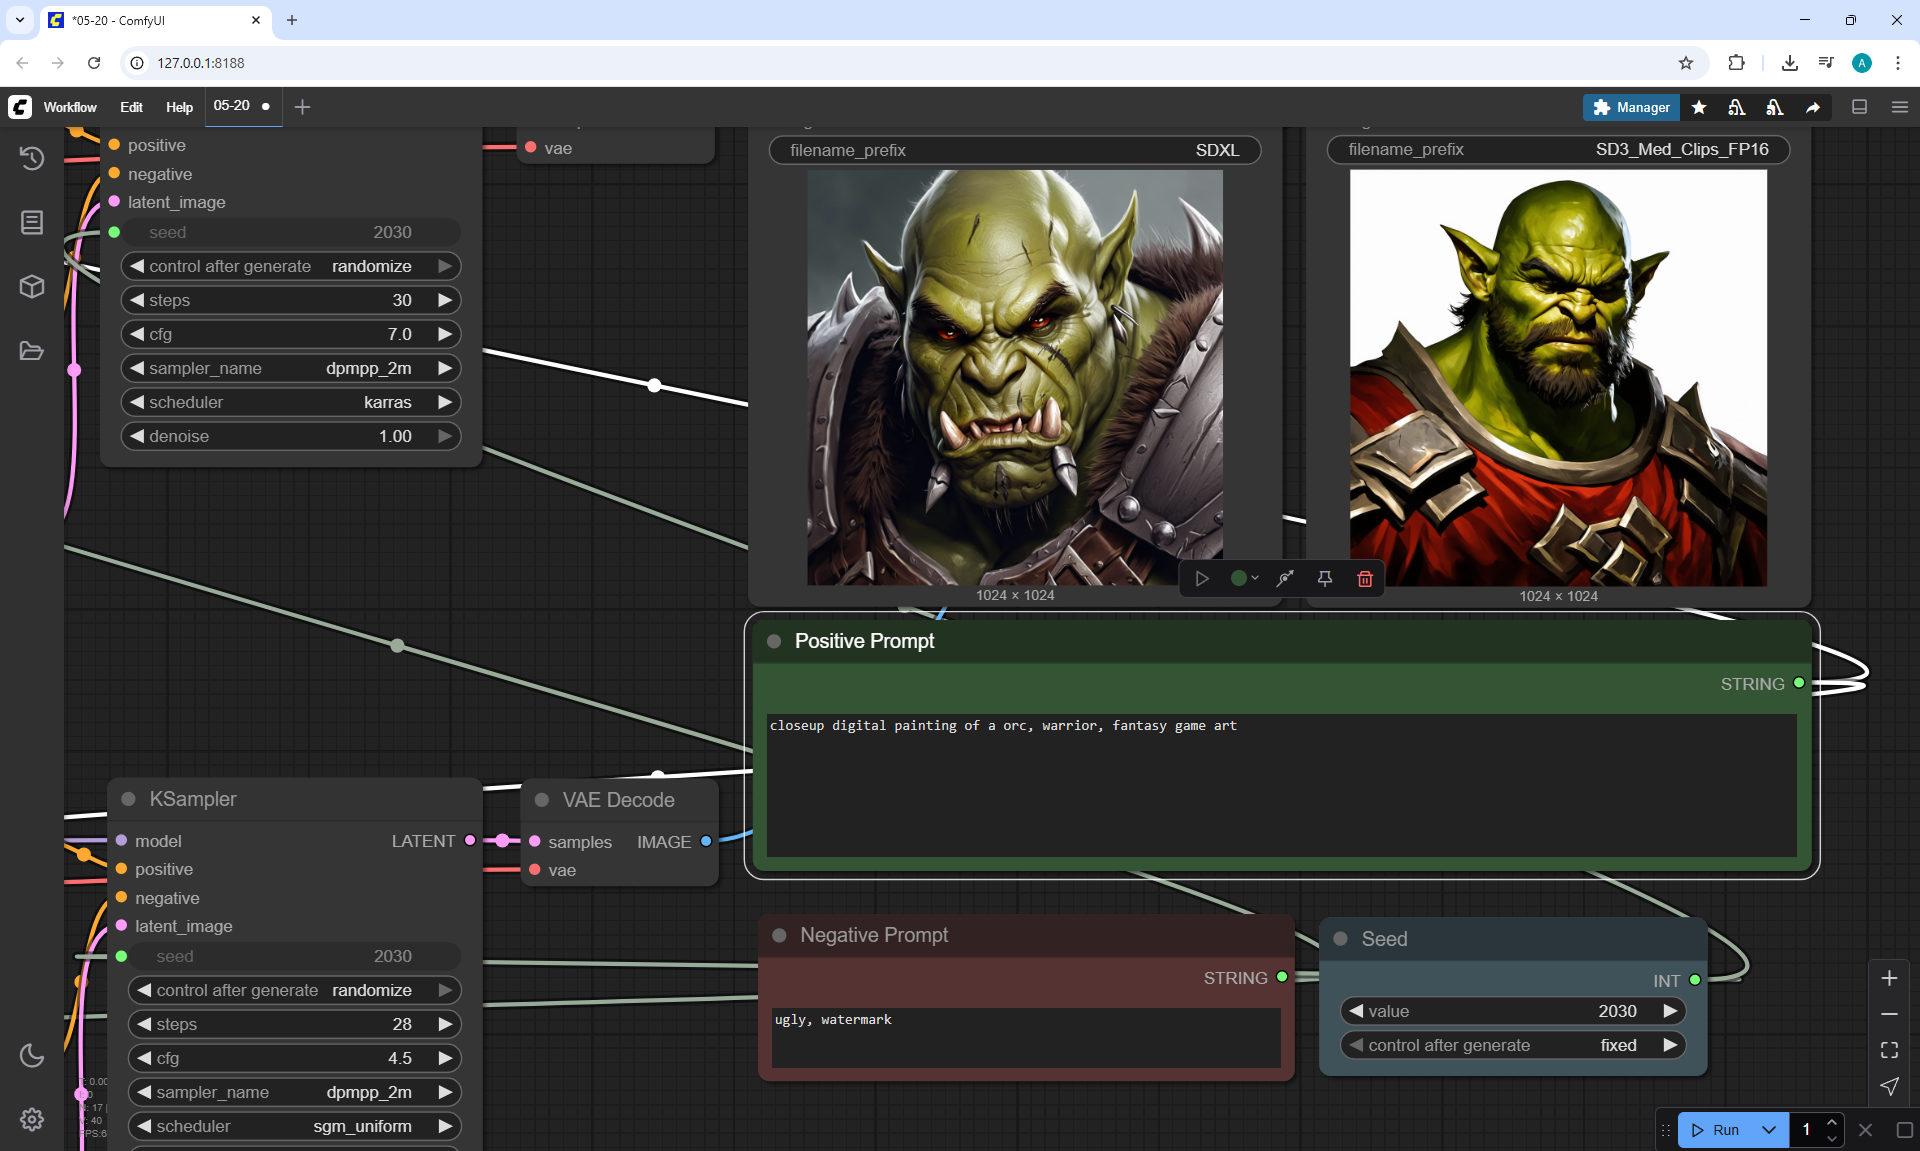 *05-20 - ComfyUI
127.0.0.1:8188
Workflow Edit Help 05-20
Manager
positive
negative
latent_image
seed 2030
control after generate randomize
steps 30
cfg 7.0
sampler_name dpmpp_2m
scheduler karras
denoise 1.00
vae
filename_prefix SDXL
1024 × 1024
filename_prefix SD3_Med_Clips_FP16
1024 × 1024
Positive Prompt
STRING
closeup digital painting of a orc, warrior, fantasy game art
KSampler
model LATENT
positive
negative
latent_image
seed 2030
control after generate randomize
steps 28
cfg 4.5
sampler_name dpmpp_2m
scheduler sgm_uniform
VAE Decode
samples IMAGE
vae
Negative Prompt
STRING
ugly, watermark
Seed
INT
value 2030
control after generate fixed
Run 1
A